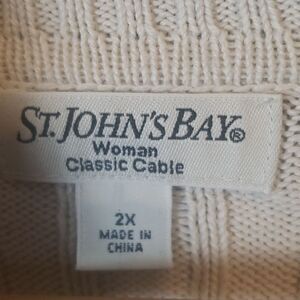 ST. JOHN'S BAY®
Woman
Classic Cable
2X
MADE IN
CHINA